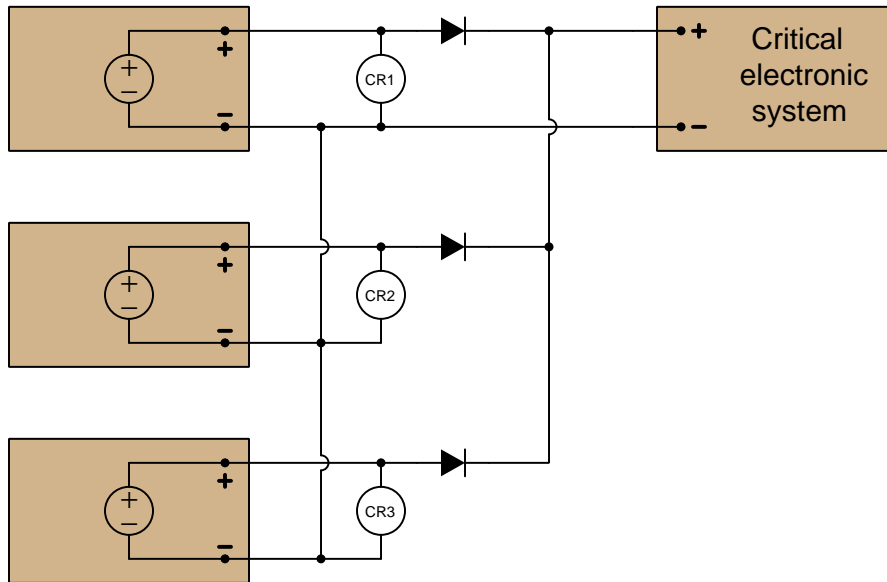 +
−
+
−
CR1
+
−
Critical
electronic
system
+
−
+
−
CR2
+
−
+
−
CR3